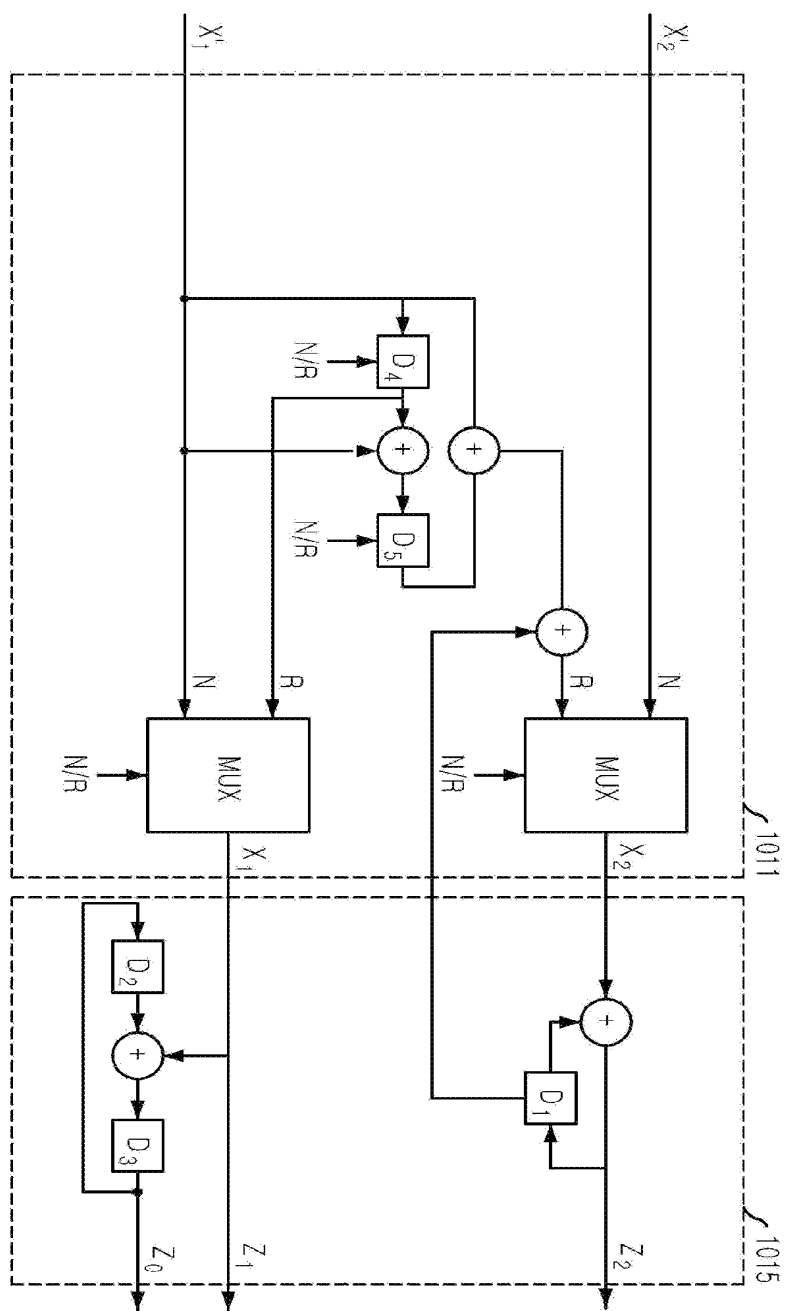 X'2
X'1
1011
1015
N
R
MUX
N/R
X2
D1
Z2
D4
N/R
D5
N/R
R
N
MUX
N/R
X1
Z1
D2
D3
Z0
+
+
+
+
+